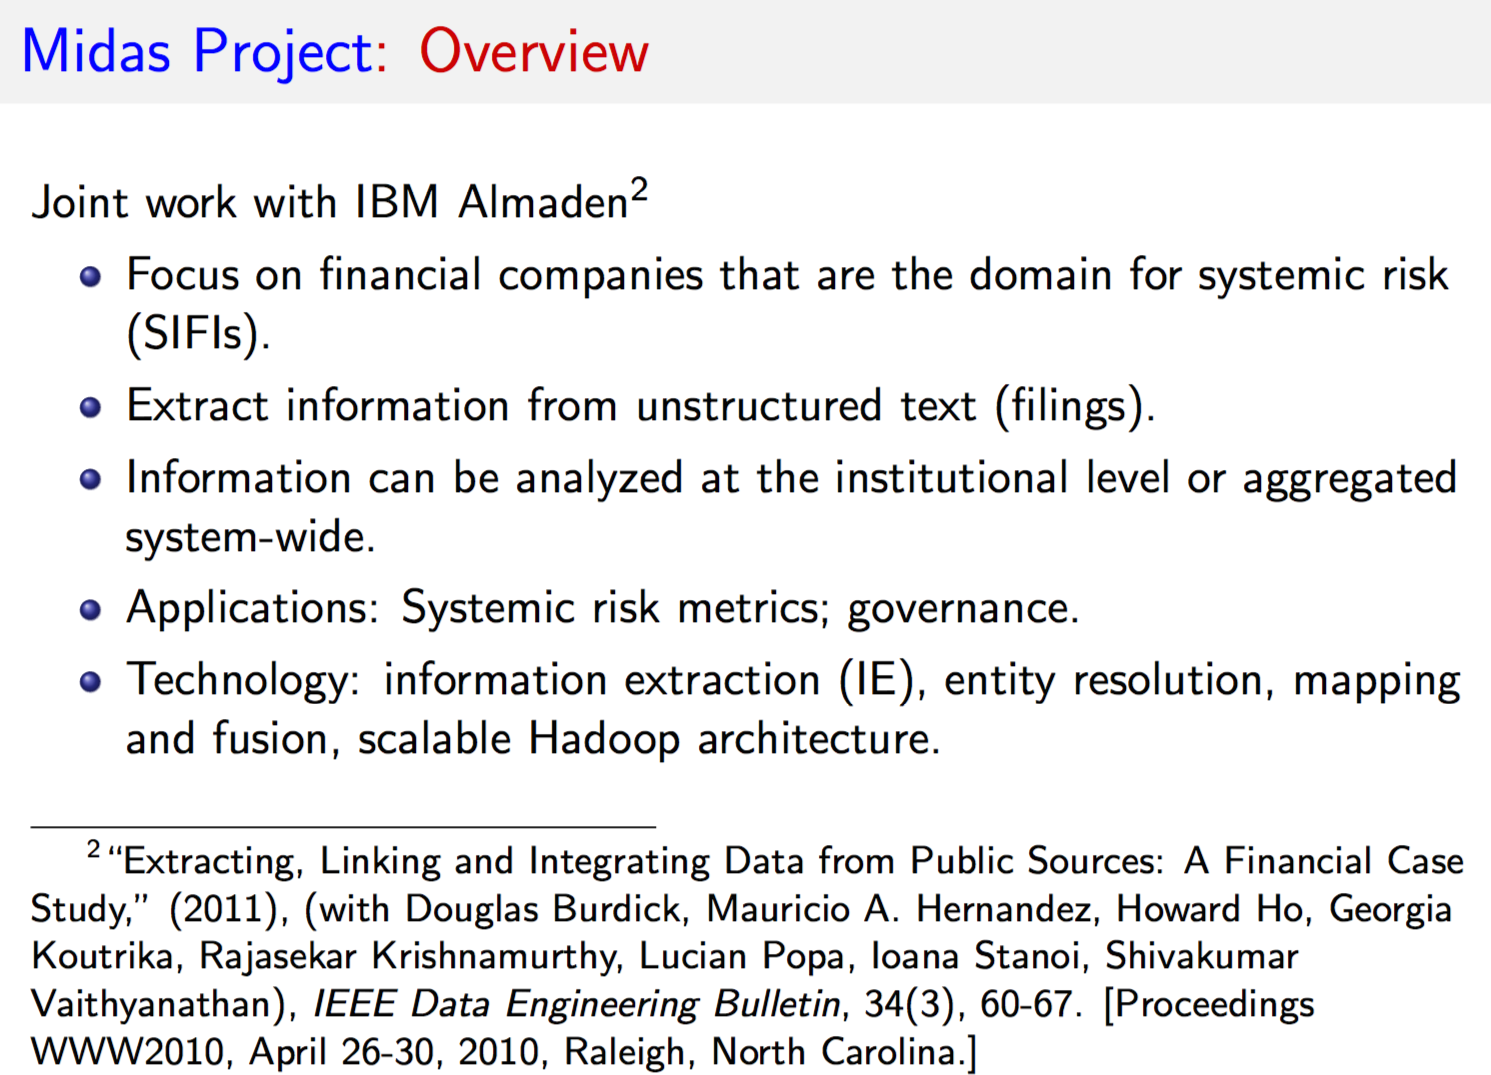 Midas Project: Overview
Joint work with IBM Almaden²
Focus on financial companies that are the domain for systemic risk
(SIFIs).
Extract information from unstructured text (filings).
Information can be analyzed at the institutional level or aggregated
system-wide.
Applications: Systemic risk metrics; governance.
Technology: information extraction (IE), entity resolution, mapping
and fusion, scalable Hadoop architecture.
² “Extracting, Linking and Integrating Data from Public Sources: A Financial Case
Study,” (2011), (with Douglas Burdick, Mauricio A. Hernandez, Howard Ho, Georgia
Koutrika, Rajasekar Krishnamurthy, Lucian Popa, Ioana Stanoi, Shivakumar
Vaithyanathan), IEEE Data Engineering Bulletin, 34(3), 60-67. [Proceedings
WWW2010, April 26-30, 2010, Raleigh, North Carolina.]